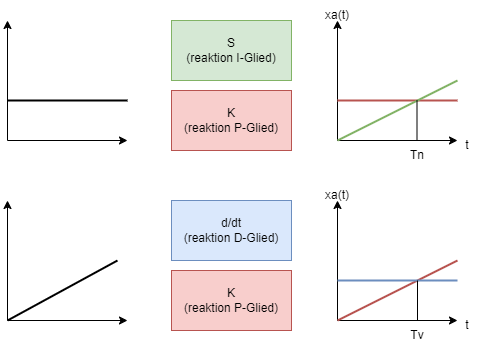 xa(t)
S
(reaktion I-Glied)
K
(reaktion P-Glied)
t
Tn
xa(t)
d/dt
(reaktion D-Glied)
K
(reaktion P-Glied)
t
Tv